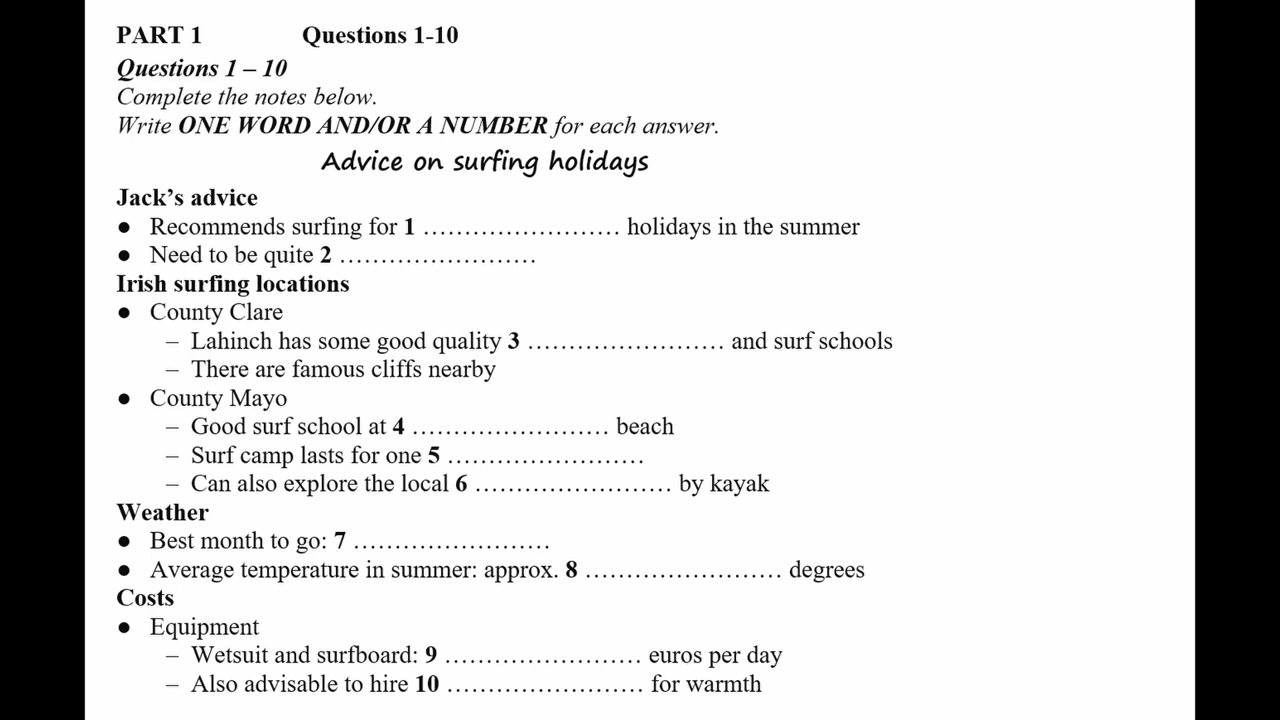 PART 1 Questions 1-10
Questions 1 – 10
Complete the notes below.
Write ONE WORD AND/OR A NUMBER for each answer.
Advice on surfing holidays
Jack's advice
● Recommends surfing for 1 …………………… holidays in the summer
● Need to be quite 2 ……………………
Irish surfing locations
● County Clare
– Lahinch has some good quality 3 …………………… and surf schools
– There are famous cliffs nearby
● County Mayo
– Good surf school at 4 …………………… beach
– Surf camp lasts for one 5 ……………………
– Can also explore the local 6 …………………… by kayak
Weather
● Best month to go: 7 ……………………
● Average temperature in summer: approx. 8 …………………… degrees
Costs
● Equipment
– Wetsuit and surfboard: 9 …………………… euros per day
– Also advisable to hire 10 …………………… for warmth